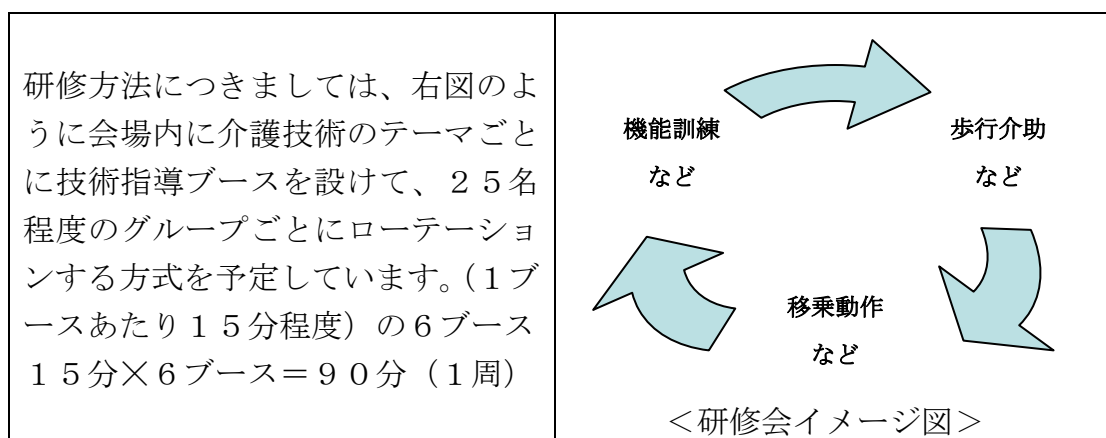 研修方法につきましては、右図のよ
うに会場内に介護技術のテーマごと
に技術指導ブースを設けて、２５名
程度のグループごとにローテーショ
ンする方式を予定しています。（１ブ
ースあたり１５分程度）の６ブース
１５分×６ブース＝９０分（１周）
機能訓練
など
歩行介助
など
移乗動作
など
＜研修会イメージ図＞